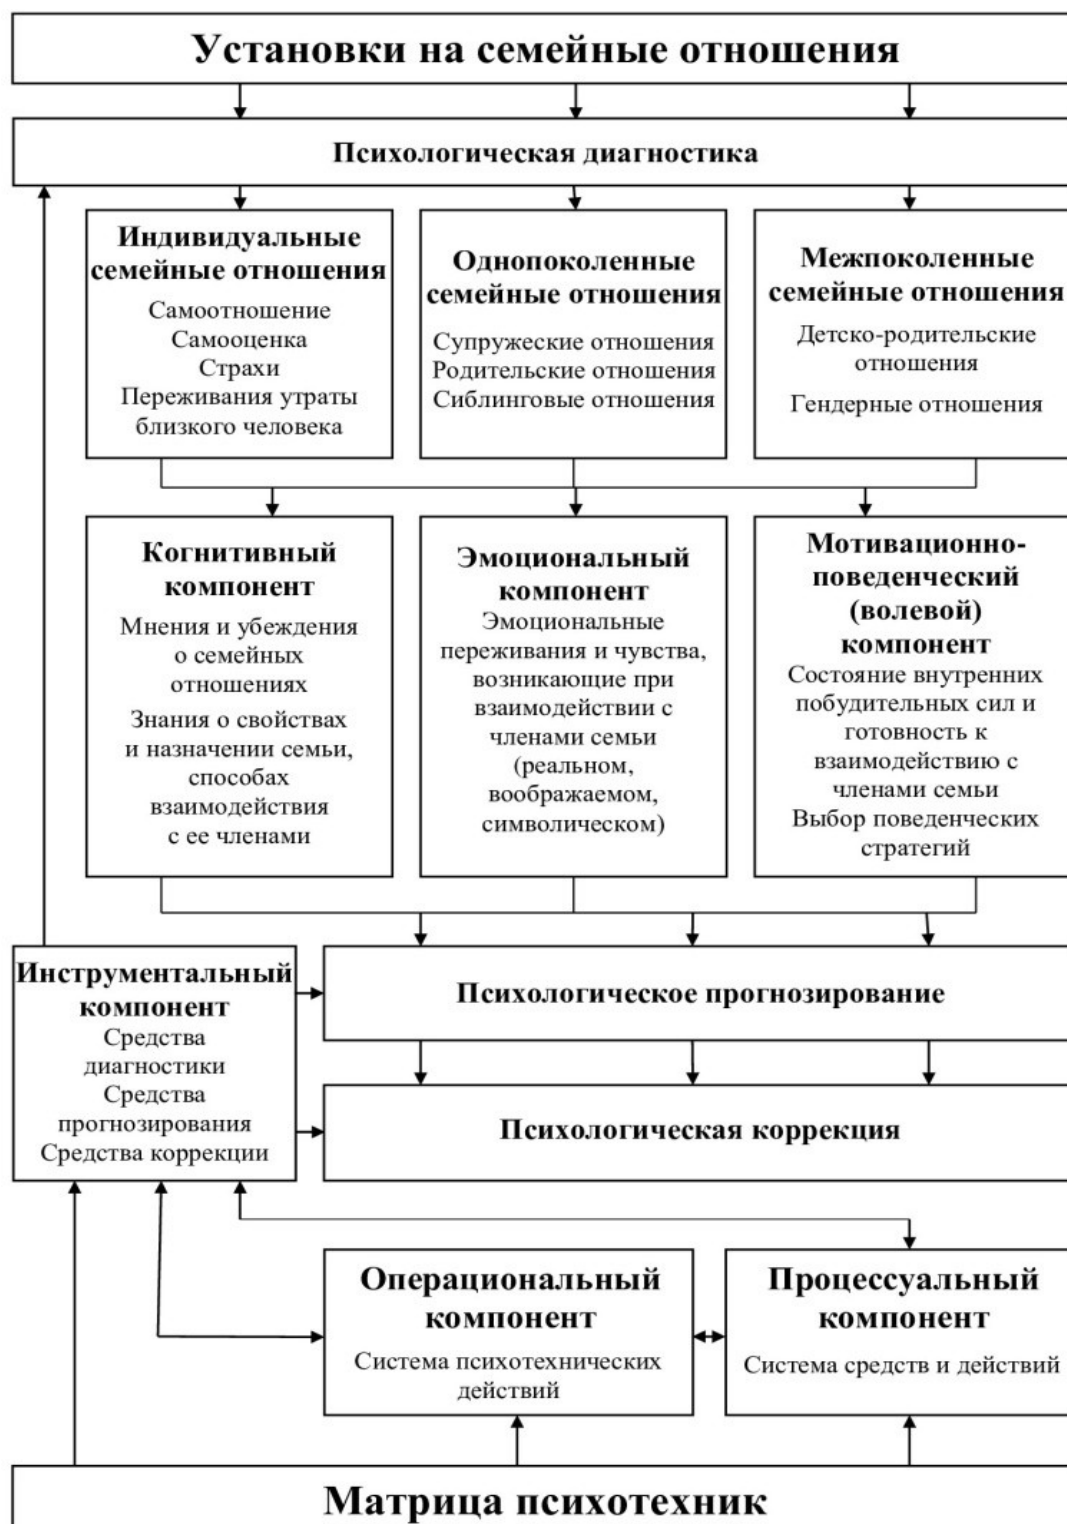 Установки на семейные отношения
Психологическая диагностика
Индивидуальные
семейные отношения
Самоотношение
Самооценка
Страхи
Переживания утраты
близкого человека
Однопоколенные
семейные отношения
Супружеские отношения
Родительские отношения
Сиблинговые отношения
Межпоколенные
семейные отношения
Детско-родительские
отношения
Гендерные отношения
Когнитивный
компонент
Мнения и убеждения
о семейных
отношениях
Знания о свойствах
и назначении семьи,
способах
взаимодействия
с ее членами
Эмоциональный
компонент
Эмоциональные
переживания и чувства,
возникающие при
взаимодействии с
членами семьи
(реальном,
воображаемом,
символическом)
Мотивационно-
поведенческий
(волевой)
компонент
Состояние внутренних
побудительных сил и
готовность к
взаимодействию с
членами семьи
Выбор поведенческих
стратегий
Инструментальный
компонент
Средства
диагностики
Средства
прогнозирования
Средства коррекции
Психологическое прогнозирование
Психологическая коррекция
Операциональный
компонент
Система психотехнических
действий
Процессуальный
компонент
Система средств и действий
Матрица психотехник